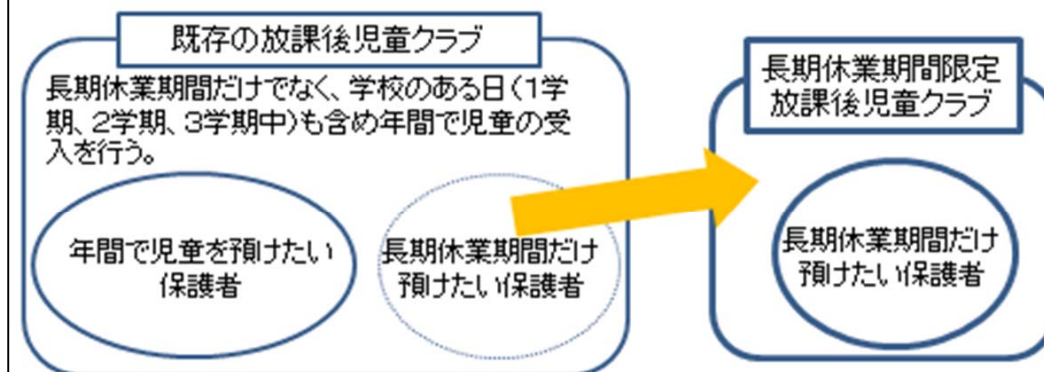 既存の放課後児童クラブ
長期休業期間だけでなく、学校のある日(1学
期、2学期、3学期中)も含め年間で児童の受
入を行う。
年間で児童を預けたい
保護者
長期休業期間だけ
預けたい保護者
長期休業期間限定
放課後児童クラブ
長期休業期間だけ
預けたい保護者